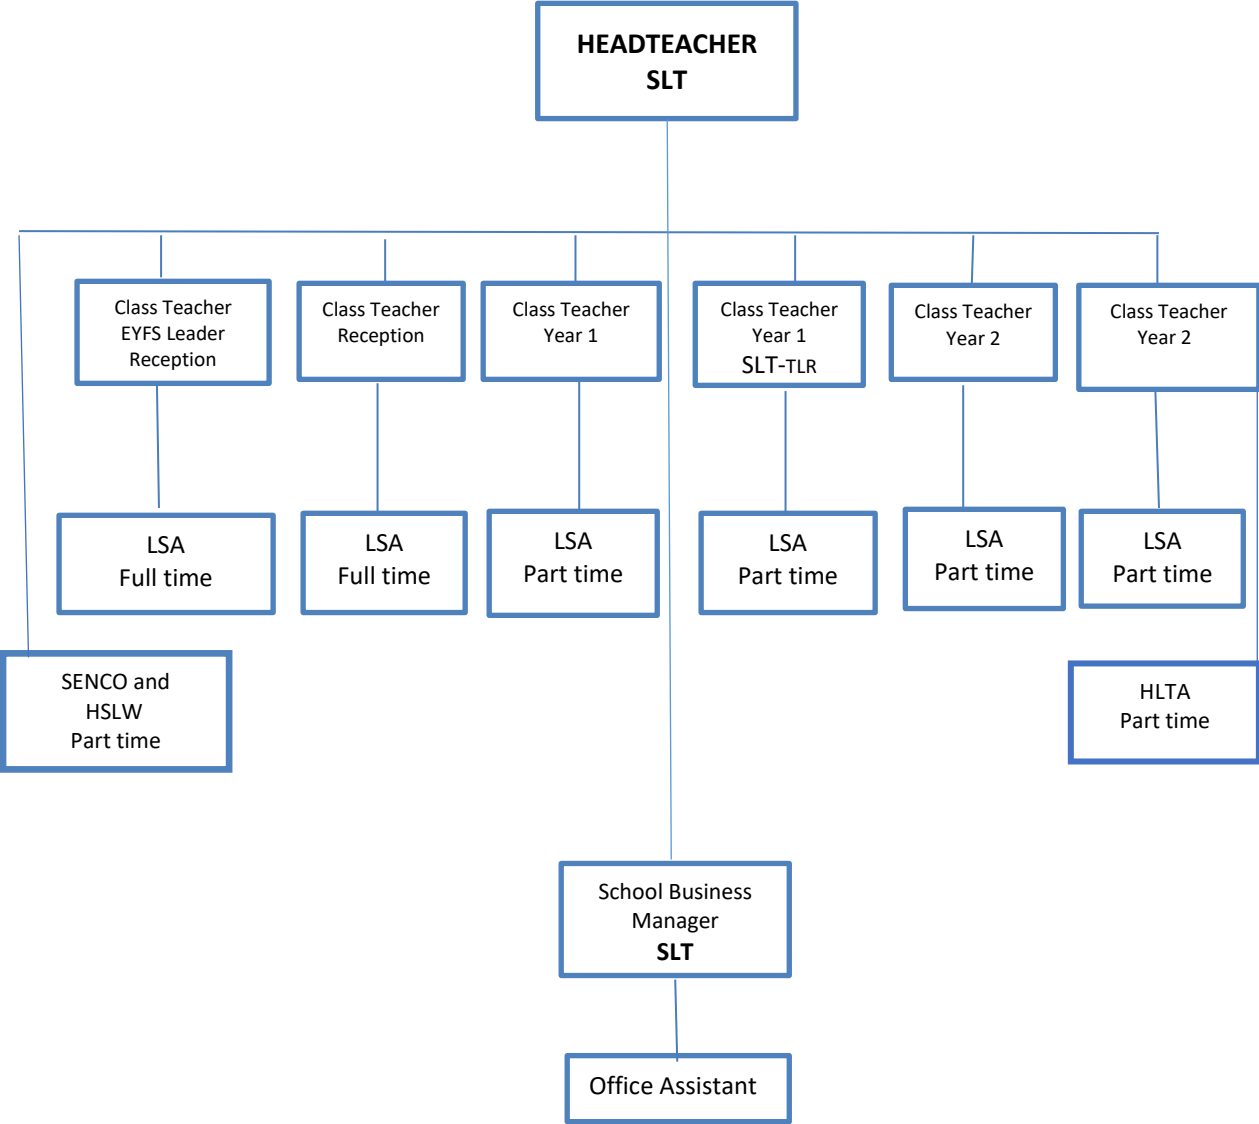 HEADTEACHER
SLT
Class Teacher
EYFS Leader
Reception
Class Teacher
Reception
Class Teacher
Year 1
Class Teacher
Year 1
SLT-TLR
Class Teacher
Year 2
Class Teacher
Year 2
LSA
Full time
LSA
Full time
LSA
Part time
LSA
Part time
LSA
Part time
LSA
Part time
SENCO and
HSLW
Part time
HLTA
Part time
School Business
Manager
SLT
Office Assistant